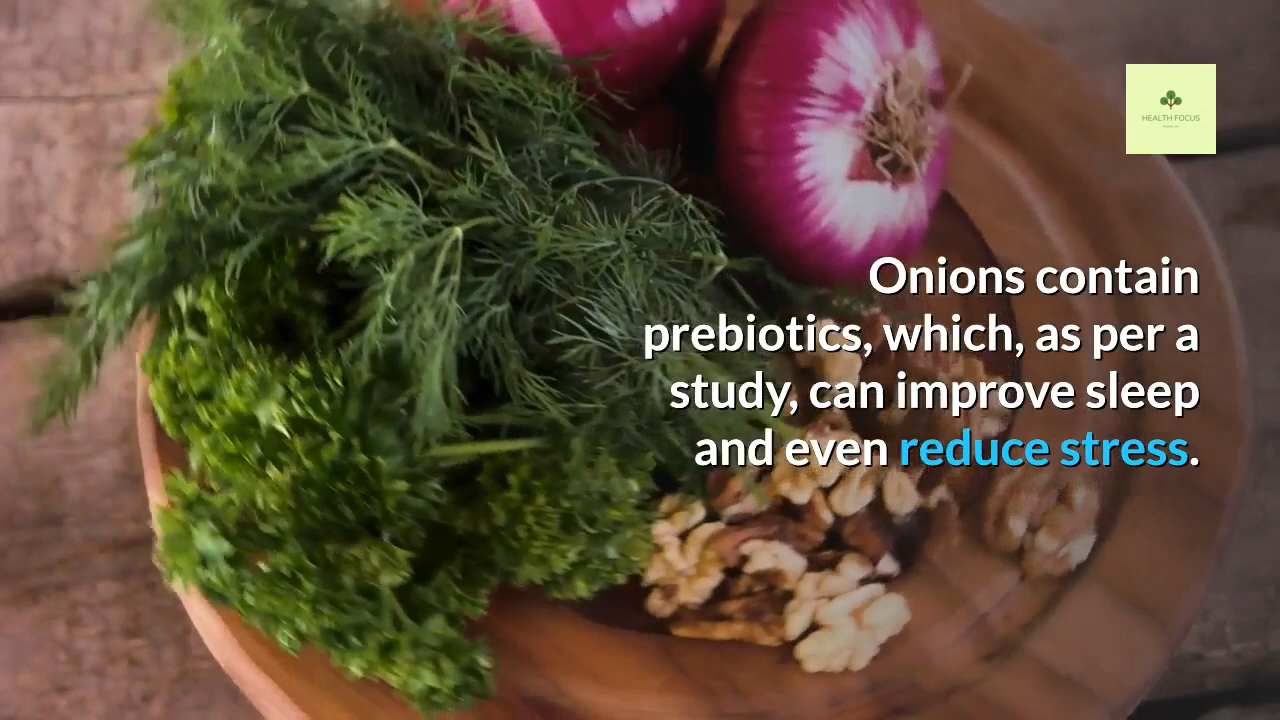 HEALTH FOCUS
Onions contain
prebiotics, which, as per a
study, can improve sleep
and even reduce stress.